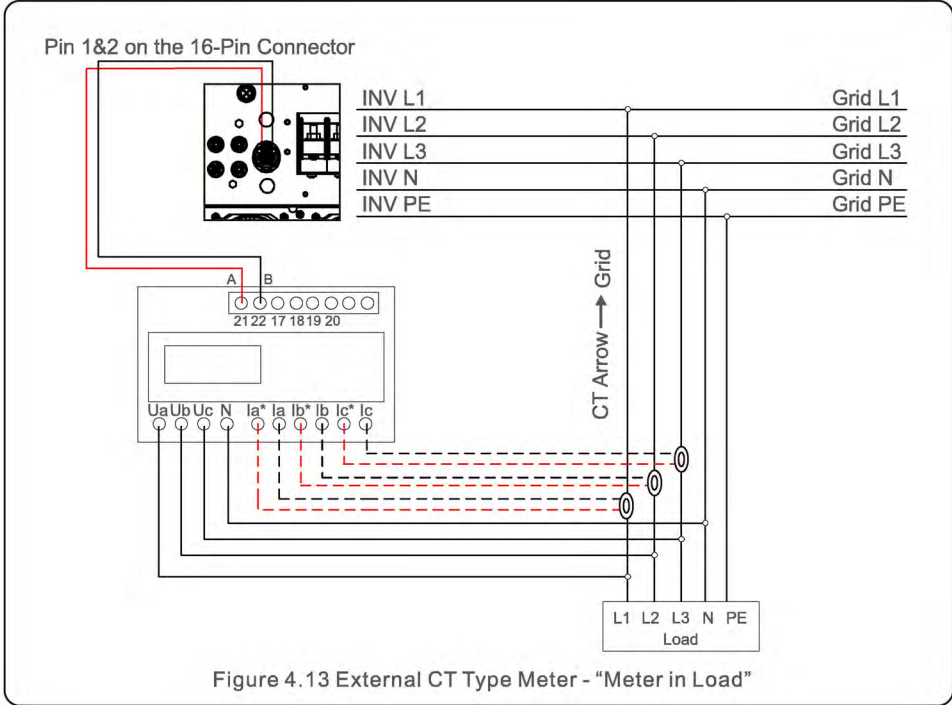 Pin 1&2 on the 16-Pin Connector
INV L1
Grid L1
INV L2
Grid L2
INV L3
Grid L3
INV N
Grid N
INV PE
Grid PE
CT Arrow → Grid
A B
21 22 17 18 19 20
Ua Ub Uc N Ia* Ia Ib* Ib Ic* Ic
L1 L2 L3 N PE
Load
Figure 4.13 External CT Type Meter - “Meter in Load”